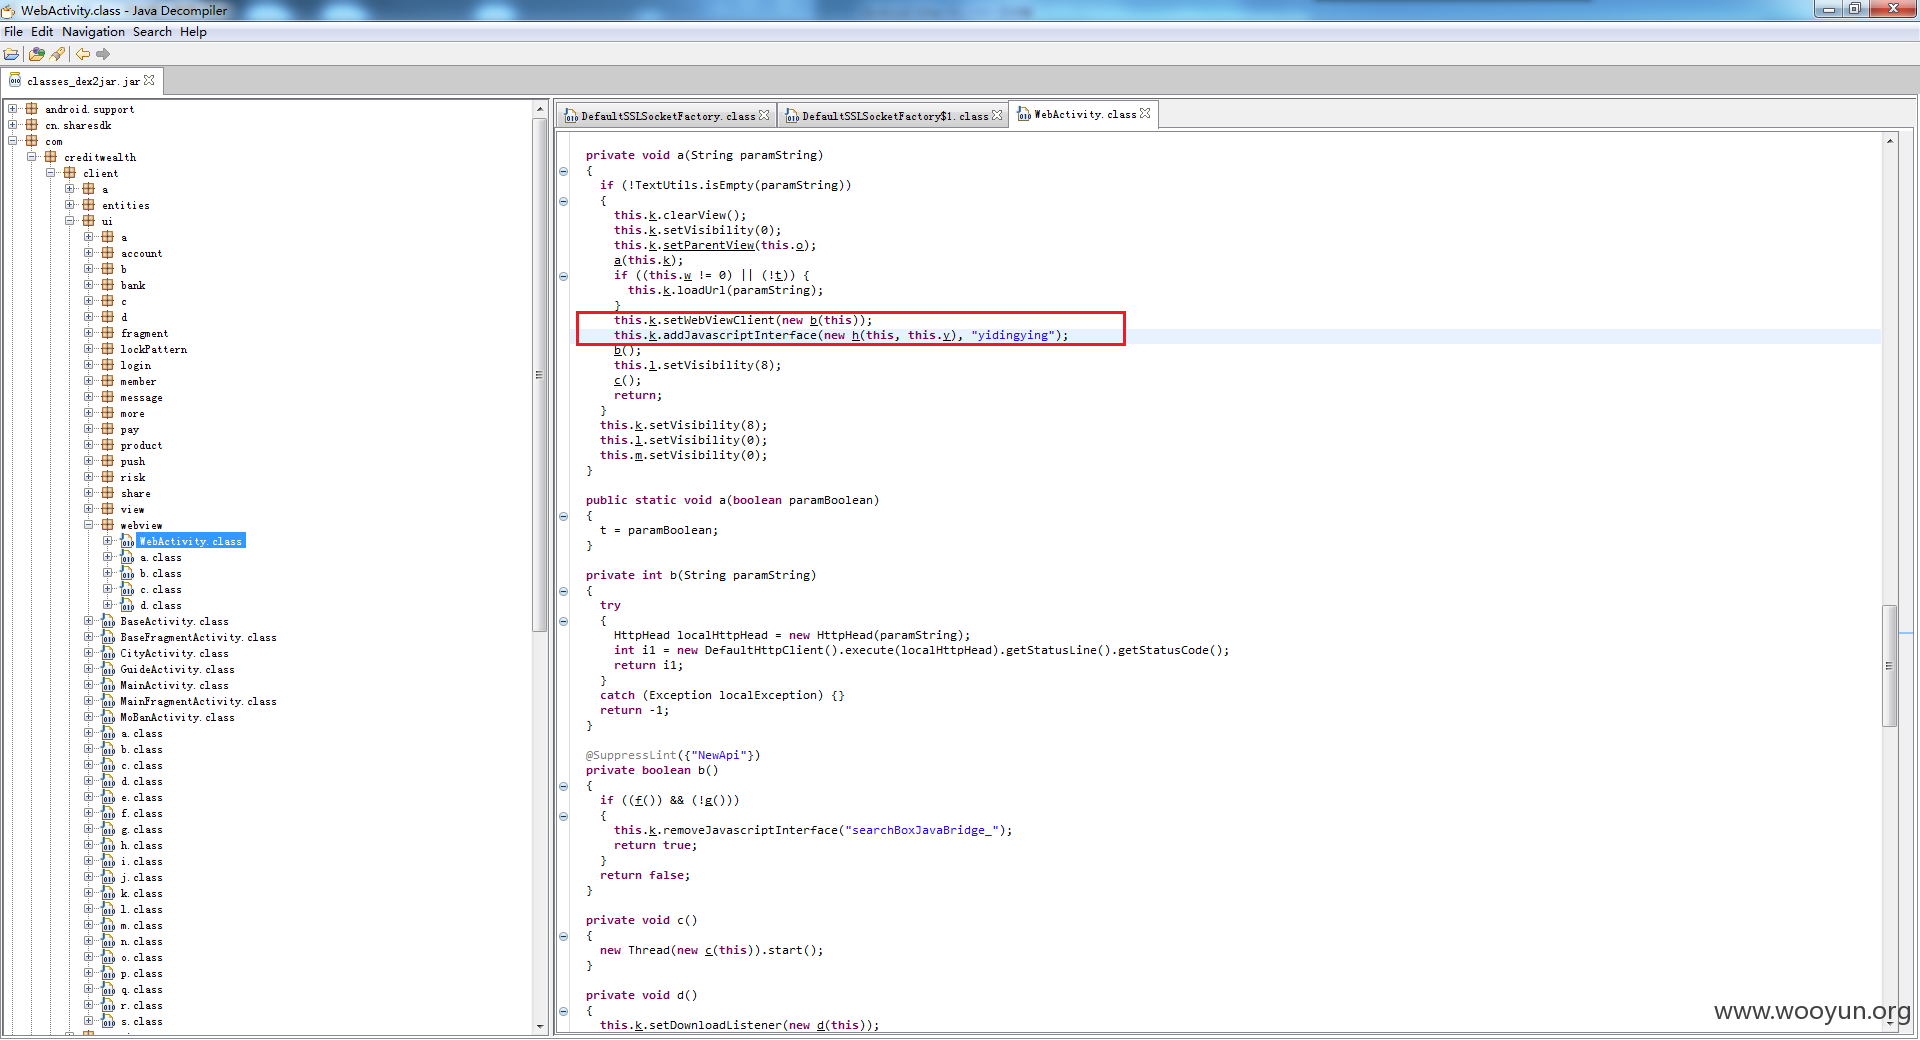 WebActivity.class - Java Decompiler
File Edit Navigation Search Help
classes_dex2jar.jar
android.support
cn.sharesdk
com
creditwealth
client
a
entities
ui
a
account
b
bank
c
d
fragment
lockPattern
login
member
message
more
pay
product
push
risk
share
view
webview
WebActivity.class
a.class
b.class
c.class
d.class
BaseActivity.class
BaseFragmentActivity.class
CityActivity.class
GuideActivity.class
MainActivity.class
MainFragmentActivity.class
MoBanActivity.class
a.class
b.class
c.class
d.class
e.class
f.class
g.class
h.class
i.class
j.class
k.class
l.class
m.class
n.class
o.class
p.class
q.class
r.class
s.class
DefaultSSLSocketFactory.class DefaultSSLSocketFactory$1.class WebActivity.class
private void a(String paramString)
{
if (!TextUtils.isEmpty(paramString))
{
this.k.clearView();
this.k.setVisibility(0);
this.k.setParentView(this.o);
a(this.k);
if ((this.w != 0) || (!t)) {
this.k.loadUrl(paramString);
}
this.k.setWebViewClient(new b(this));
this.k.addJavascriptInterface(new h(this, this.y), "yidingying");
b();
this.l.setVisibility(8);
c();
return;
}
this.k.setVisibility(8);
this.l.setVisibility(0);
this.m.setVisibility(0);
}
public static void a(boolean paramBoolean)
{
t = paramBoolean;
}
private int b(String paramString)
{
try
{
HttpHead localHttpHead = new HttpHead(paramString);
int i1 = new DefaultHttpClient().execute(localHttpHead).getStatusLine().getStatusCode();
return i1;
}
catch (Exception localException) {}
return -1;
}
@SuppressLint({"NewApi"})
private boolean b()
{
if ((f()) && (!g()))
{
this.k.removeJavascriptInterface("searchBoxJavaBridge_");
return true;
}
return false;
}
private void c()
{
new Thread(new c(this)).start();
}
private void d()
{
this.k.setDownloadListener(new d(this));
www.wooyun.org